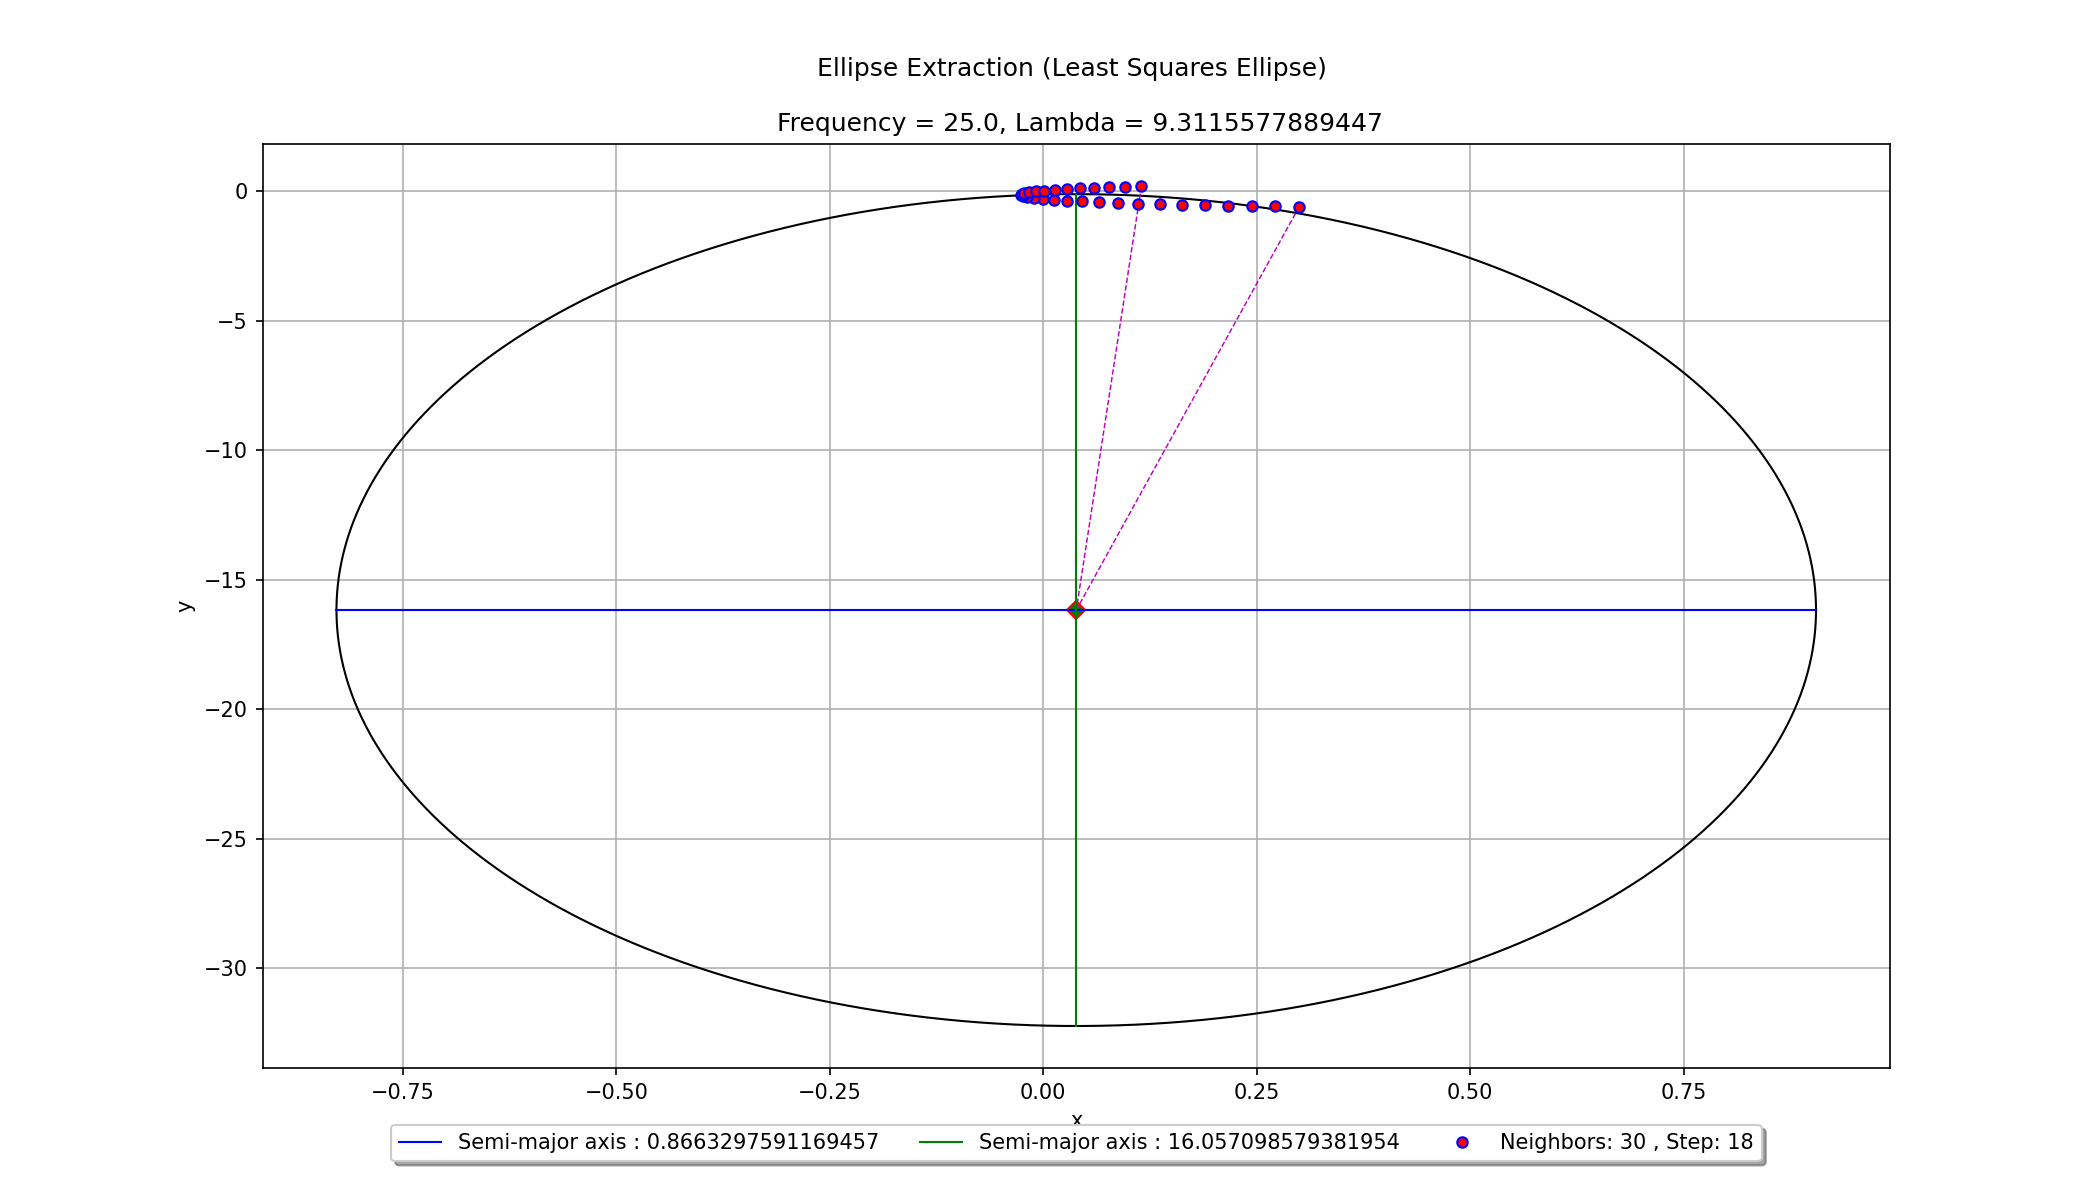 Ellipse Extraction (Least Squares Ellipse)
Frequency = 25.0, Lambda = 9.3115577889447
0
−5
−10
−15
−20
−25
−30
y
−0.75
−0.50
−0.25
0.00
0.25
0.50
0.75
x
Semi-major axis : 0.8663297591169457
Semi-major axis : 16.057098579381954
Neighbors: 30 , Step: 18